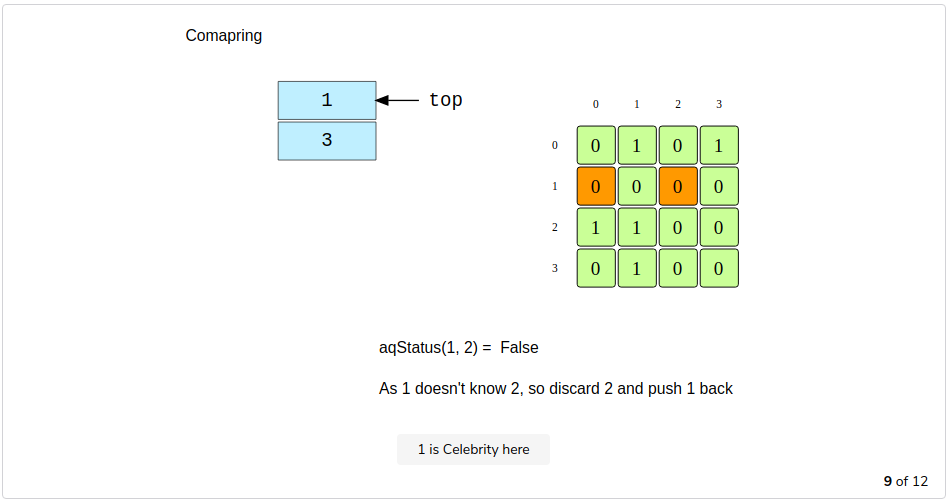 Comapring
1
top
3
0 1 2 3
0 0 1 0 1
1 0 0 0 0
2 1 1 0 0
3 0 1 0 0
aqStatus(1, 2) = False
As 1 doesn't know 2, so discard 2 and push 1 back
1 is Celebrity here
9 of 12